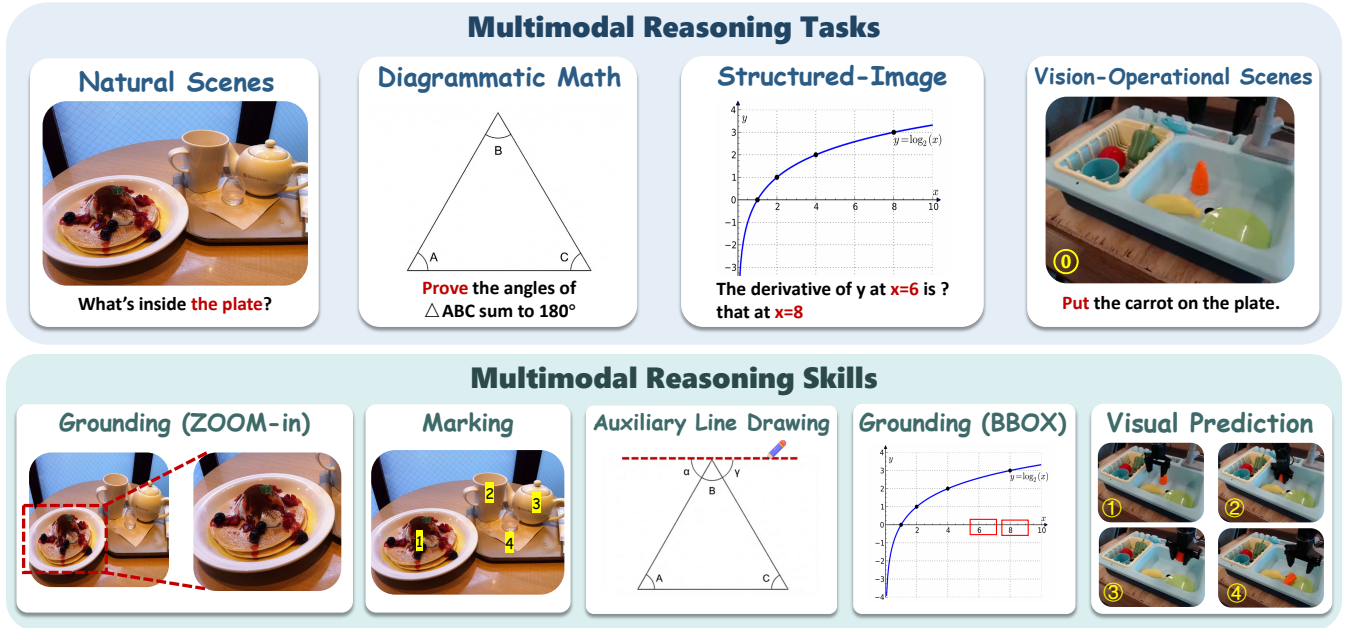 Multimodal Reasoning Tasks
Natural Scenes
What's inside the plate?
Diagrammatic Math
B
A
C
Prove the angles of
△ABC sum to 180°
Structured-Image
4
y
3
y=log₂(x)
2
1
x
0
2
4
6
8
10
−1
−2
−3
The derivative of y at x=6 is ?
that at x=8
Vision-Operational Scenes
⓪
Put the carrot on the plate.
Multimodal Reasoning Skills
Grounding (ZOOM-in)
Marking
2
3
1
4
Auxiliary Line Drawing
α
γ
B
A
C
Grounding (BBOX)
4
y
3
y=log₂(x)
2
1
x
0
2
4
6
8
10
−1
−2
−3
−4
Visual Prediction
①
②
③
④